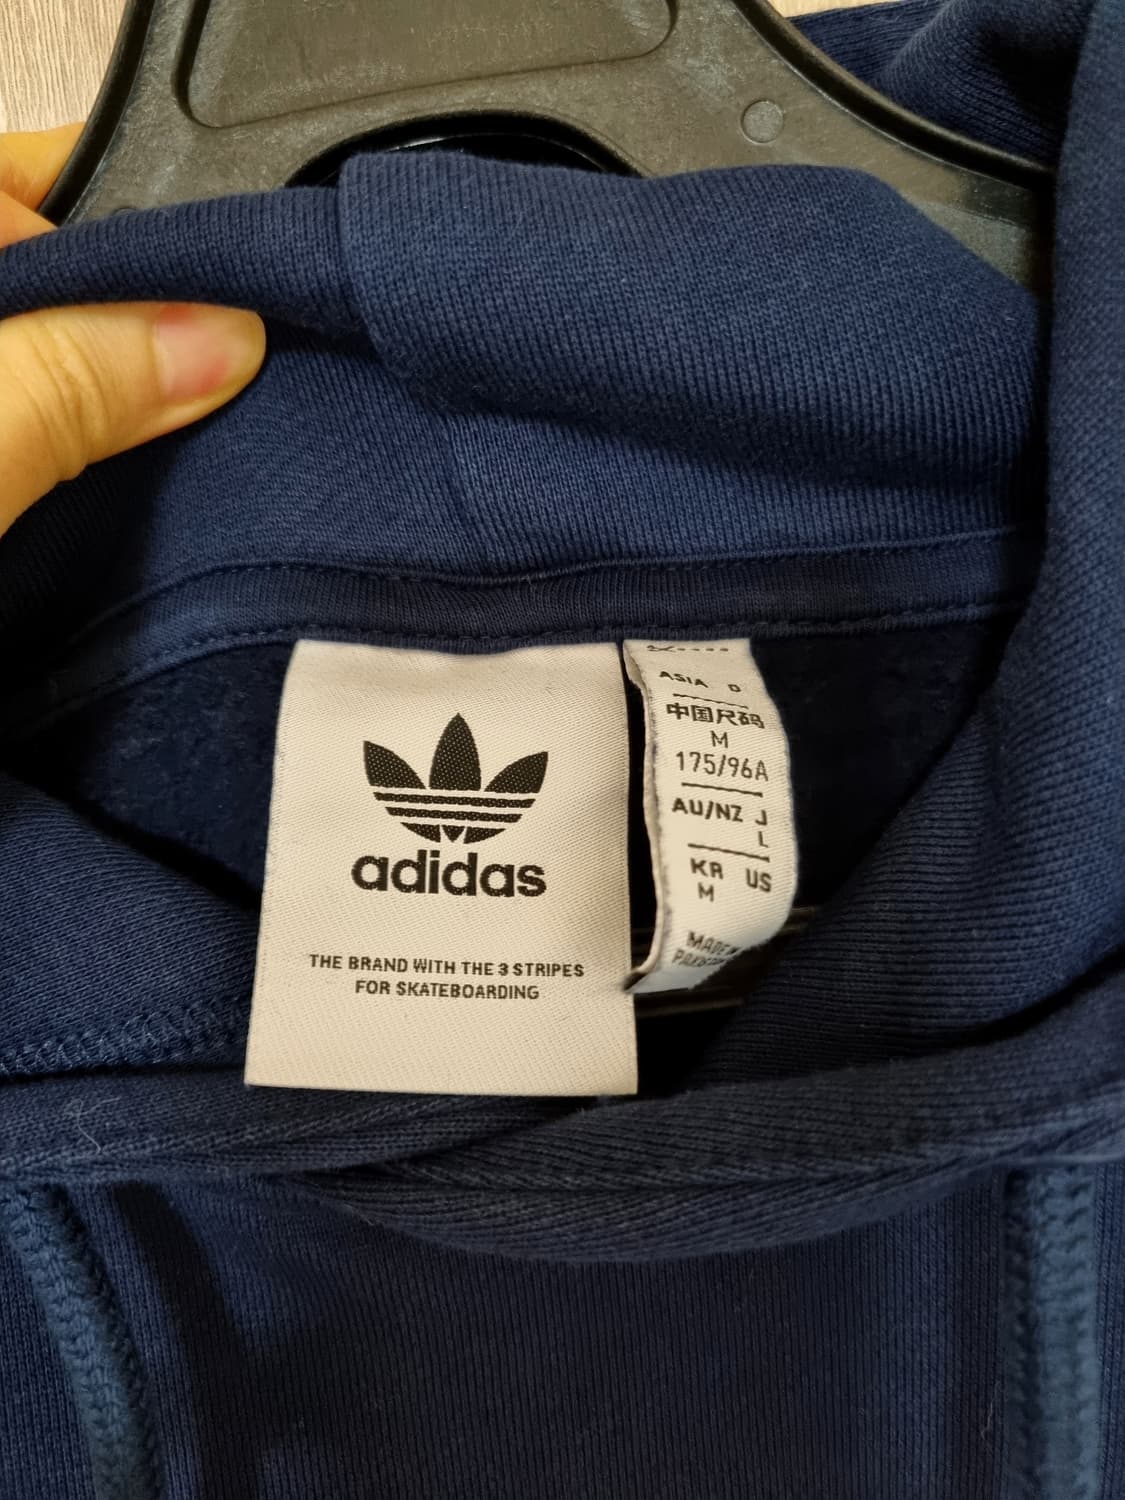 adidas
THE BRAND WITH THE 3 STRIPES
FOR SKATEBOARDING
ASIA D
中国尺码
M
175/96A
AU/NZ J
L
KR US
M
MADE